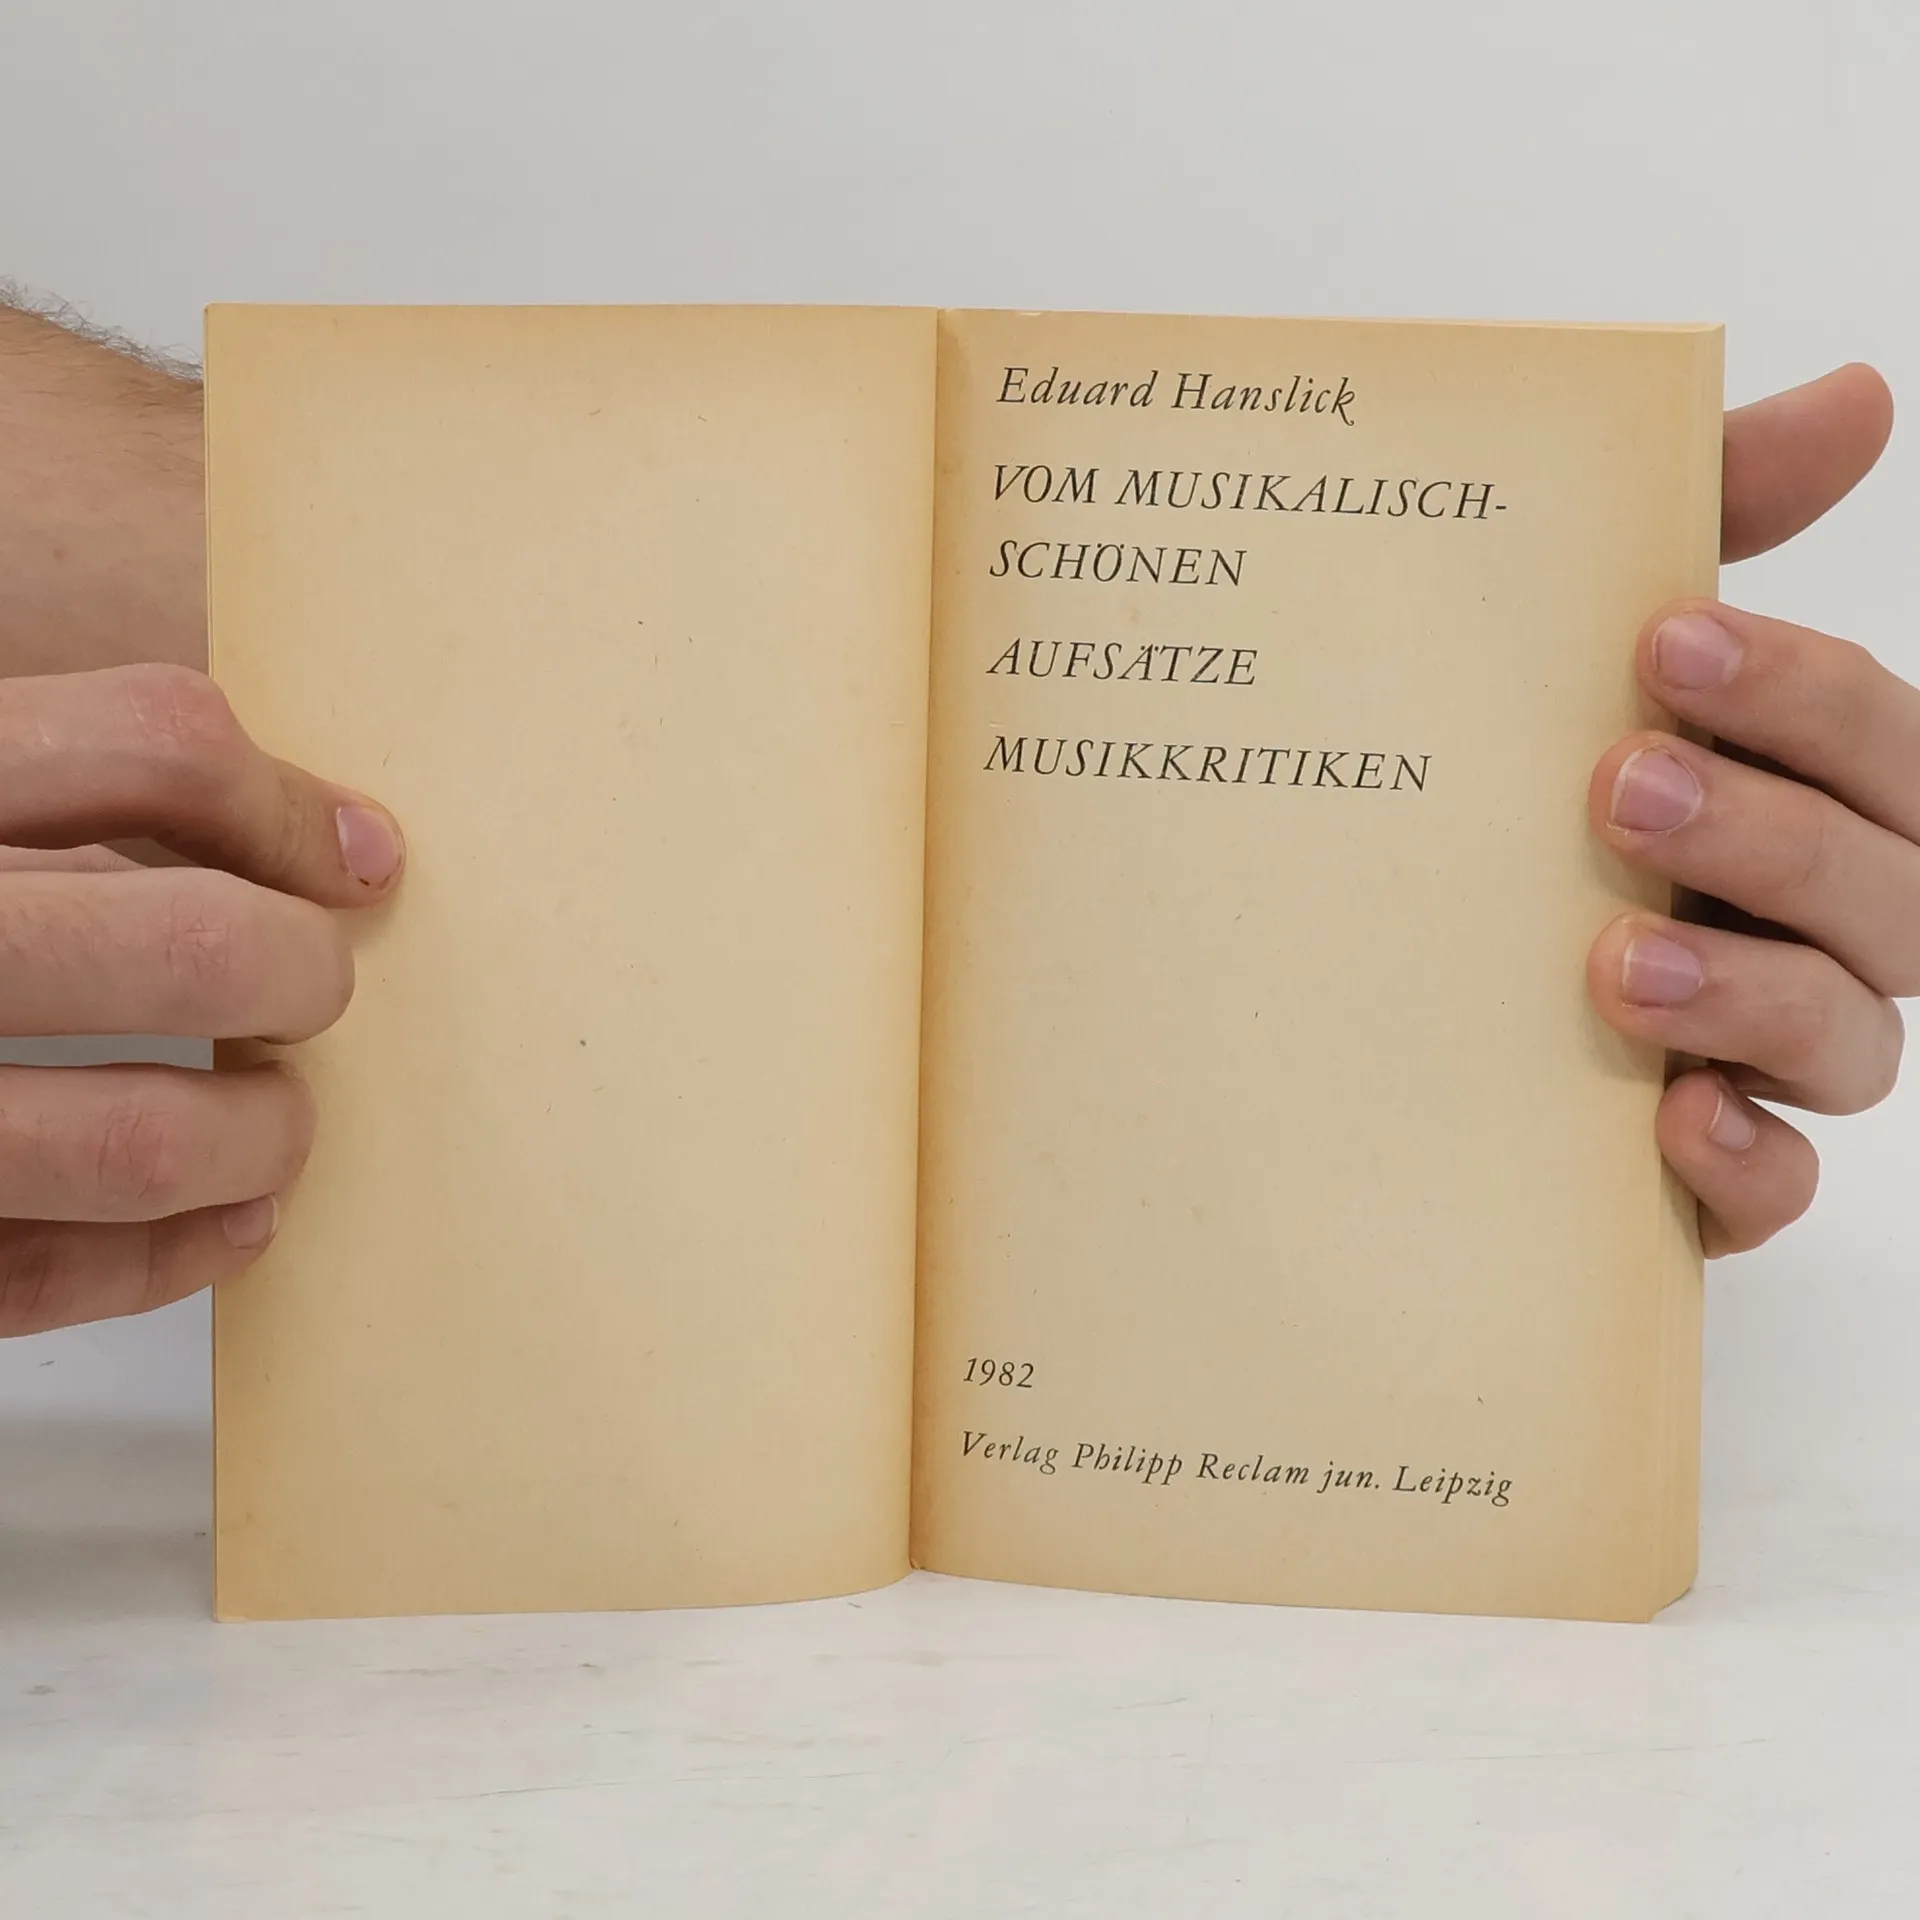 Eduard Hanslick
VOM MUSIKALISCH-
SCHÖNEN
AUFSÄTZE
MUSIKKRITIKEN
1982
Verlag Philipp Reclam jun. Leipzig